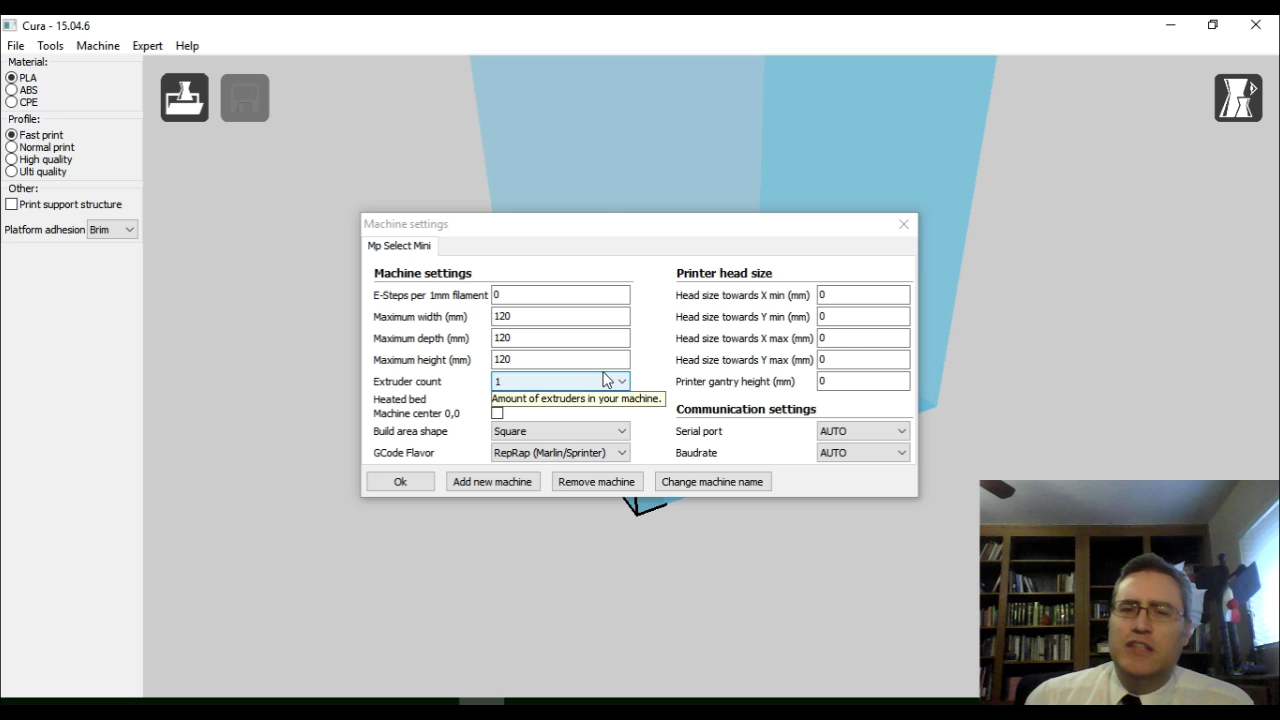 Cura - 15.04.6
File Tools Machine Expert Help
Material:
PLA
ABS
CPE
Profile:
Fast print
Normal print
High quality
Ulti quality
Other:
Print support structure
Platform adhesion Brim
Machine settings
Mp Select Mini
Machine settings
E-Steps per 1mm filament 0
Maximum width (mm) 120
Maximum depth (mm) 120
Maximum height (mm) 120
Extruder count 1
Heated bed
Amount of extruders in your machine.
Machine center 0,0
Build area shape Square
GCode Flavor RepRap (Marlin/Sprinter)
Printer head size
Head size towards X min (mm) 0
Head size towards Y min (mm) 0
Head size towards X max (mm) 0
Head size towards Y max (mm) 0
Printer gantry height (mm) 0
Communication settings
Serial port AUTO
Baudrate AUTO
Ok Add new machine Remove machine Change machine name